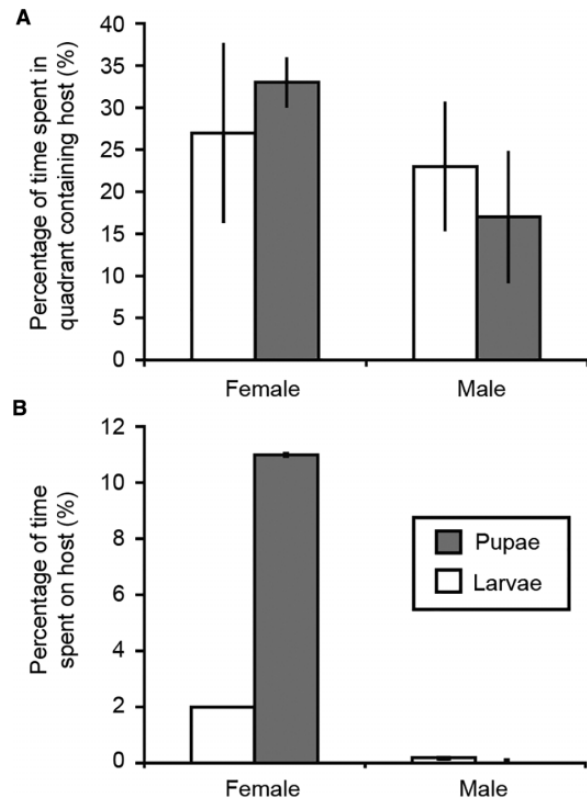 A
Percentage of time spent in
quadrant containing host (%)
40
35
30
25
20
15
10
5
0
Female
Male
B
Percentage of time
spent on host (%)
12
10
8
6
4
2
0
Pupae
Larvae
Female
Male